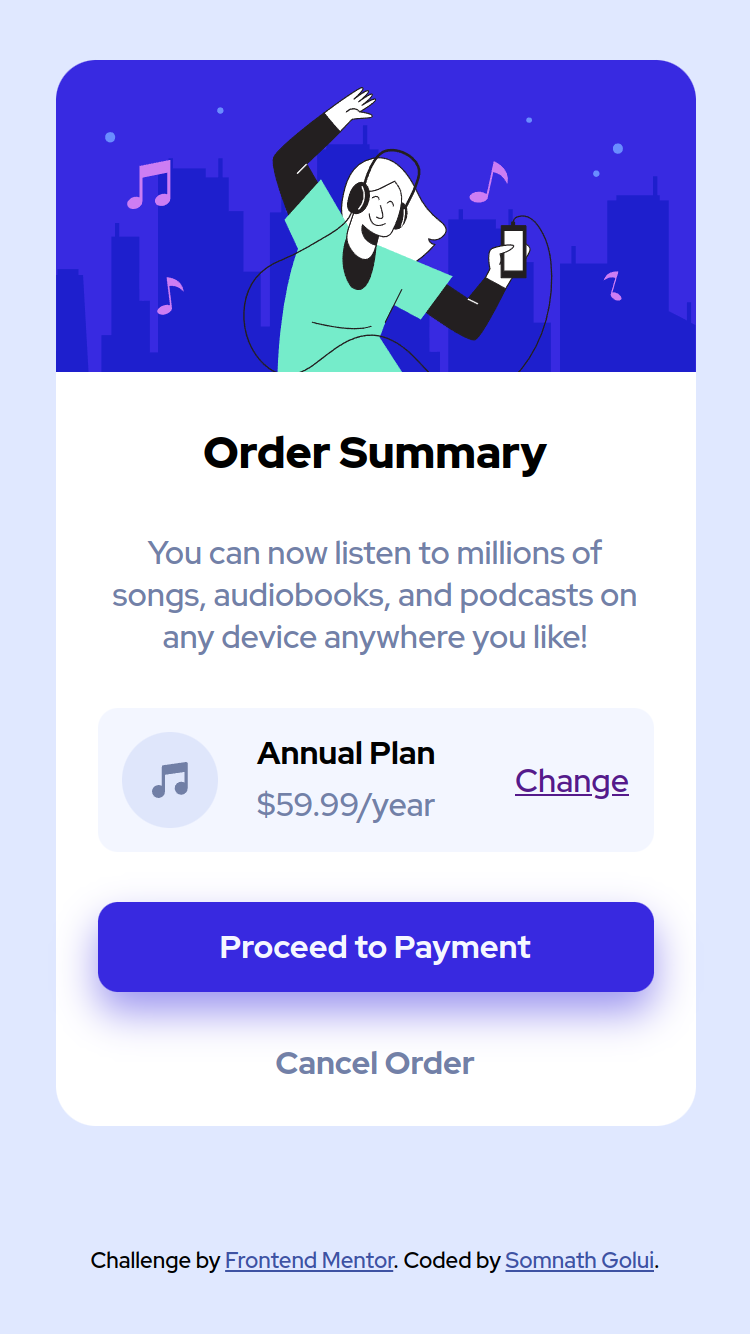 Order Summary
You can now listen to millions of
songs, audiobooks, and podcasts on
any device anywhere you like!
Annual Plan
$59.99/year
Change
Proceed to Payment
Cancel Order
Challenge by Frontend Mentor. Coded by Somnath Golui.